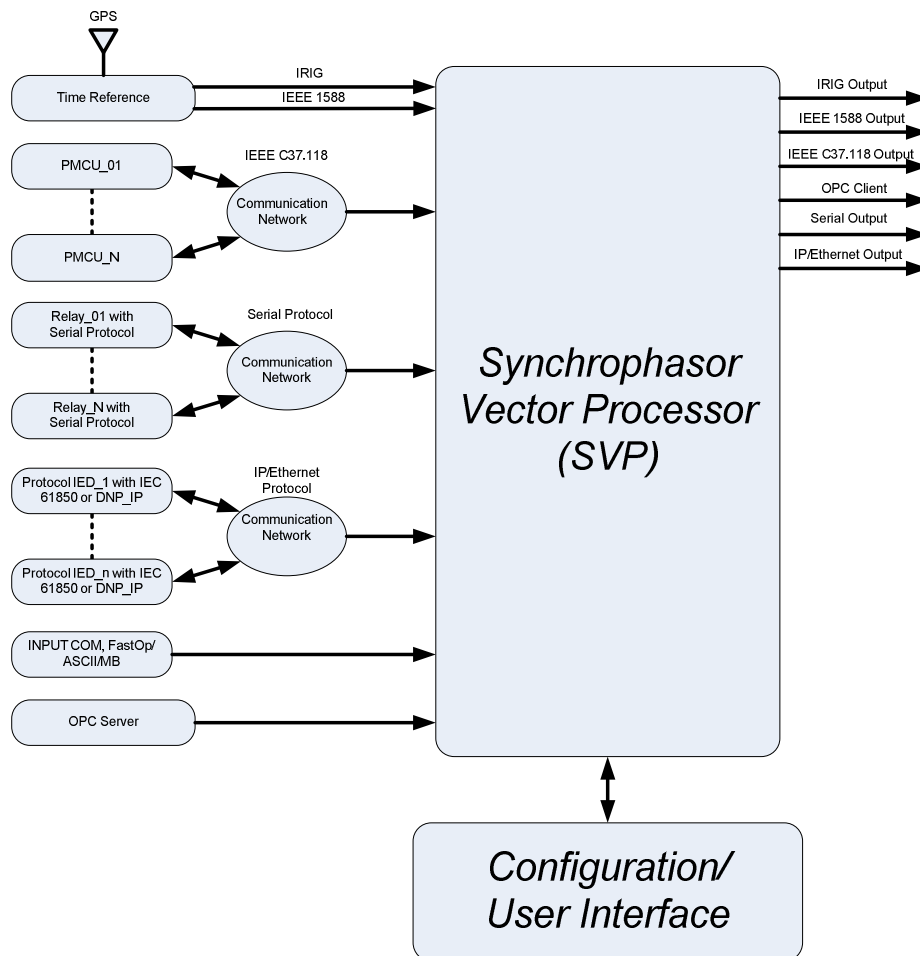 GPS
Time Reference
IRIG
IEEE 1588
PMCU_01
PMCU_N
IEEE C37.118
Communication
Network
Relay_01 with
Serial Protocol
Relay_N with
Serial Protocol
Serial Protocol
Communication
Network
Protocol IED_1 with IEC
61850 or DNP_IP
Protocol IED_n with IEC
61850 or DNP_IP
IP/Ethernet
Protocol
Communication
Network
INPUT COM, FastOp/
ASCII/MB
OPC Server
Synchrophasor
Vector Processor
(SVP)
IRIG Output
IEEE 1588 Output
IEEE C37.118 Output
OPC Client
Serial Output
IP/Ethernet Output
Configuration/
User Interface